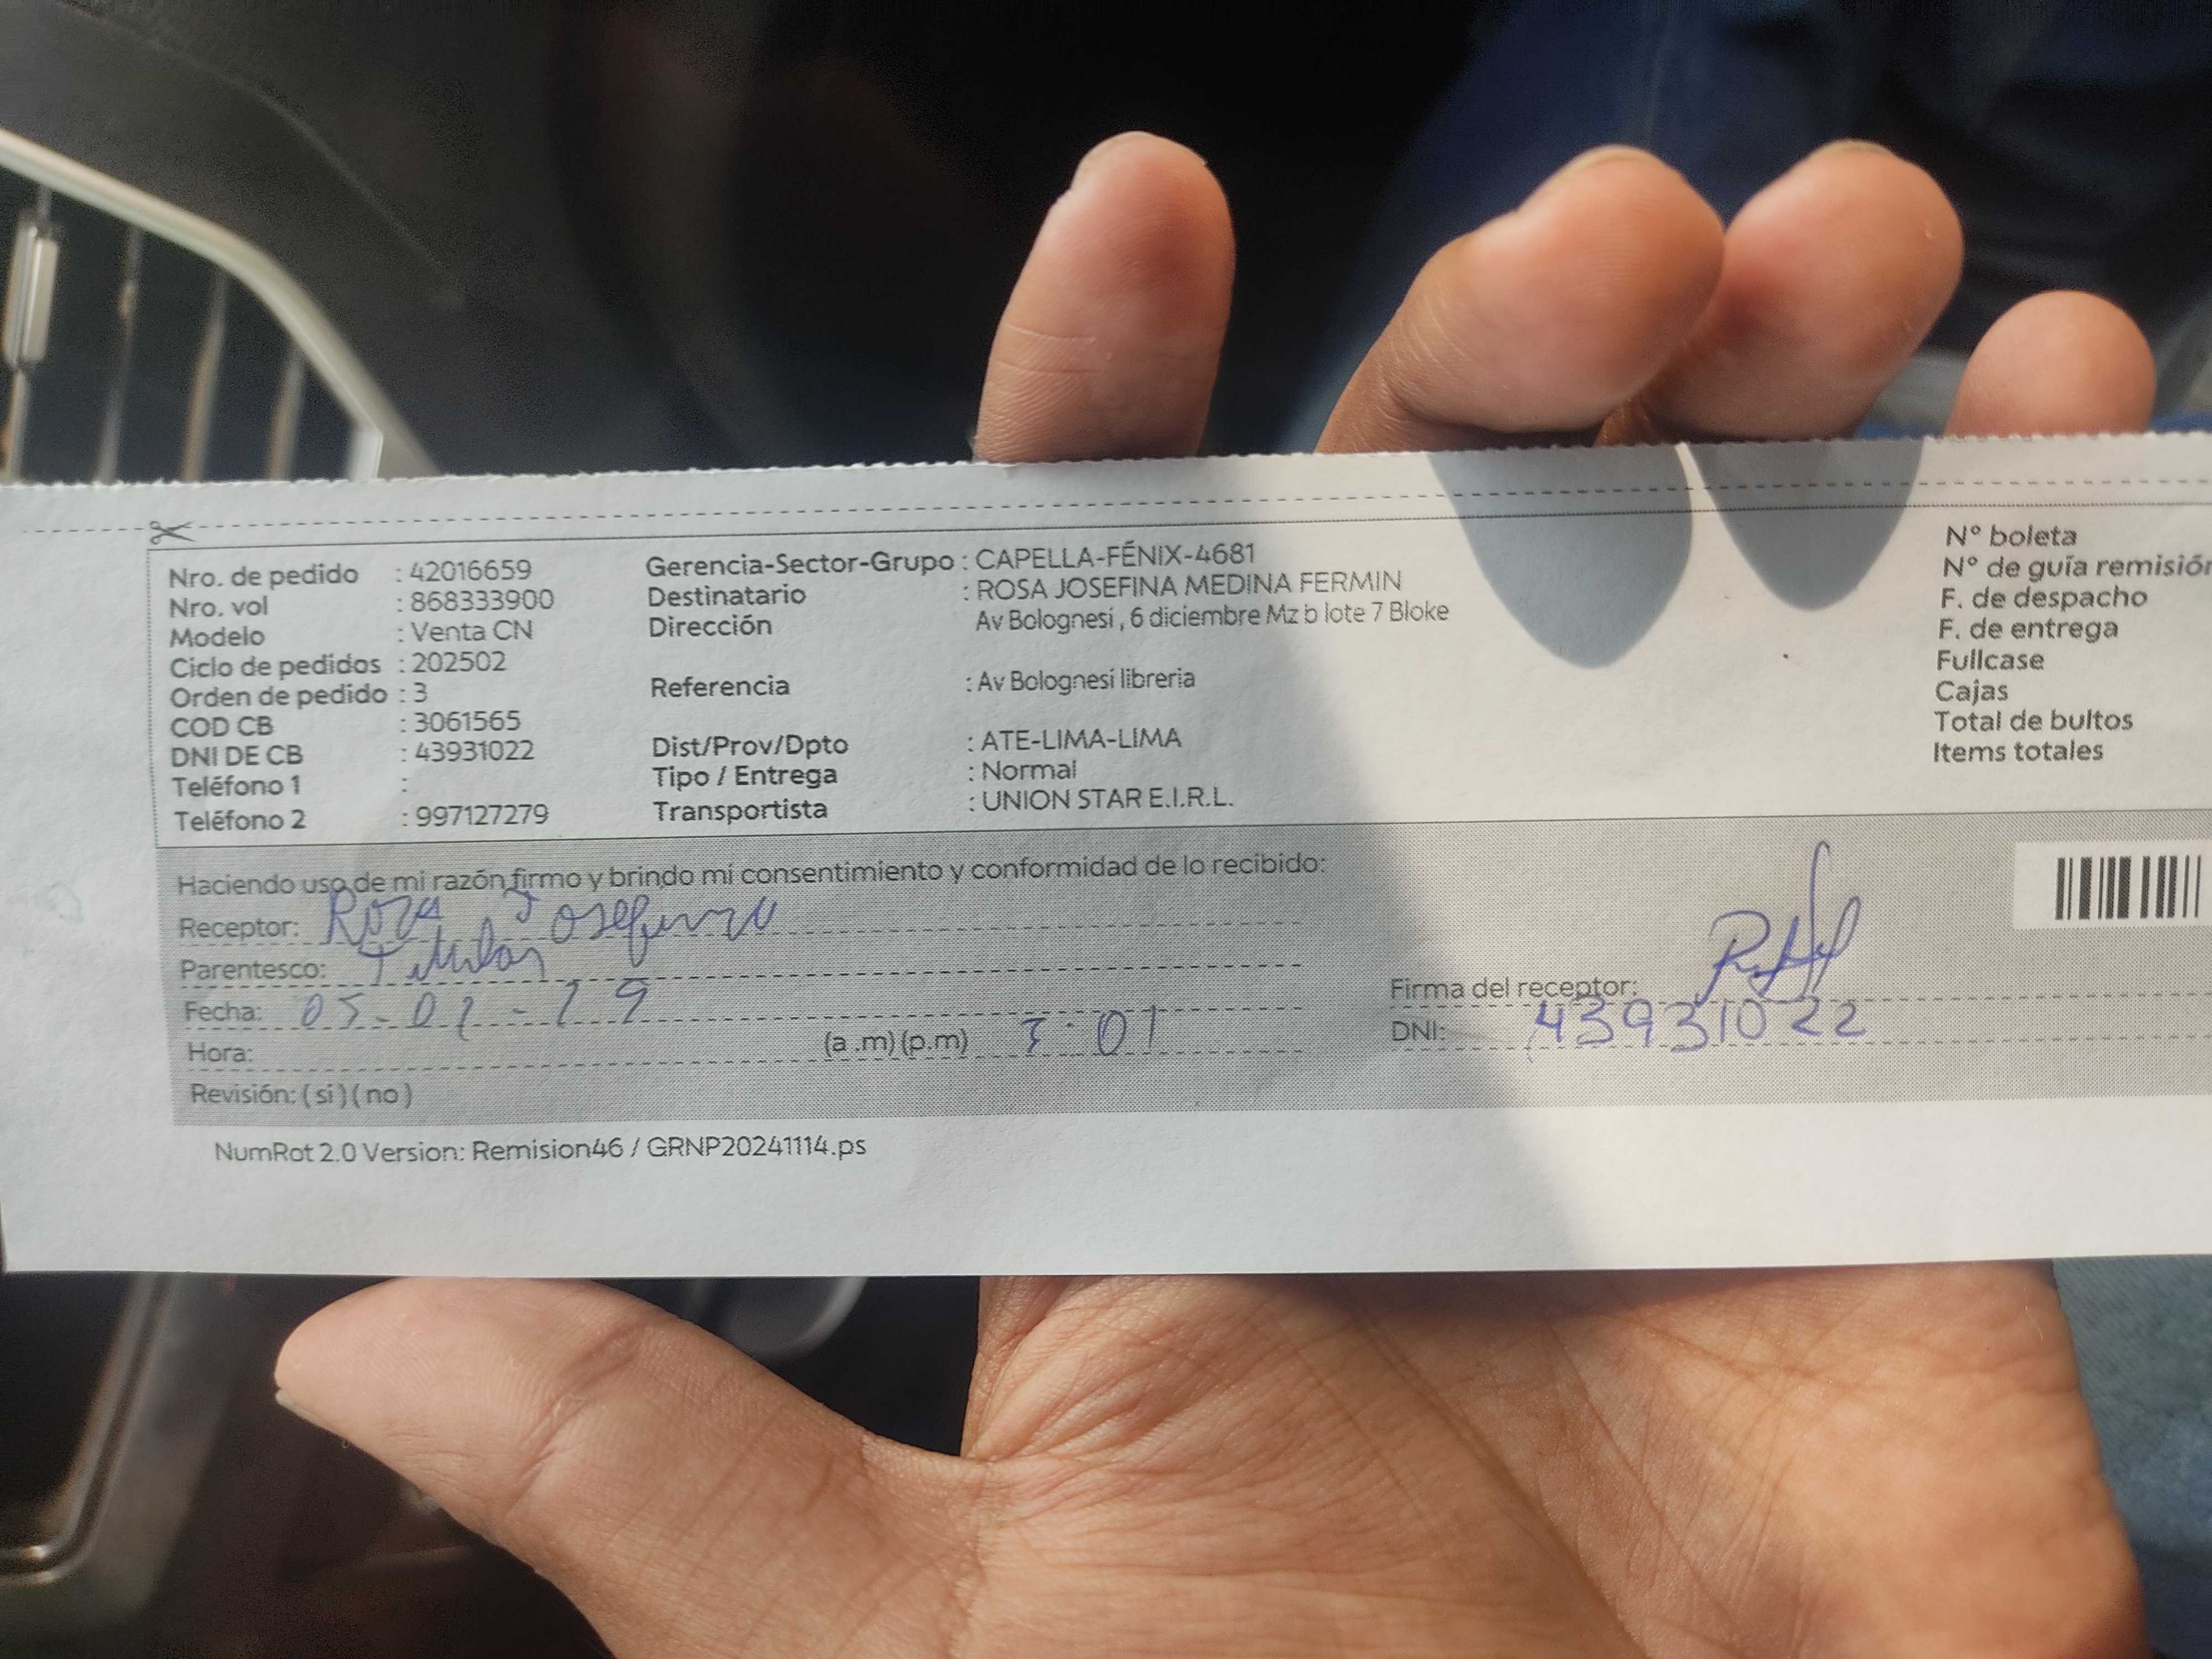 Nro. de pedido : 42016659
Nro. vol : 868333900
Modelo : Venta CN
Ciclo de pedidos : 202502
Orden de pedido : 3
COD CB : 3061565
DNI DE CB : 43931022
Teléfono 1 :
Teléfono 2 : 997127279
Gerencia-Sector-Grupo : CAPELLA-FÉNIX-4681
Destinatario : ROSA JOSEFINA MEDINA FERMIN
Dirección Av Bolognesi , 6 diciembre Mz b lote 7 Bloke
Referencia : Av Bolognesi libreria
Dist/Prov/Dpto : ATE-LIMA-LIMA
Tipo / Entrega : Normal
Transportista : UNION STAR E.I.R.L.
N° boleta
N° de guía remisión
F. de despacho
F. de entrega
Fullcase
Cajas
Total de bultos
Items totales
Haciendo uso de mi razón firmo y brindo mi consentimiento y conformidad de lo recibido:
Receptor: Rosa Josefina
Parentesco: Titular
Fecha:
Hora: (a .m) (p.m)
Revisión: ( si ) ( no )
Firma del receptor:
DNI: 43931022
NumRot 2.0 Version: Remision46 / GRNP20241114.ps